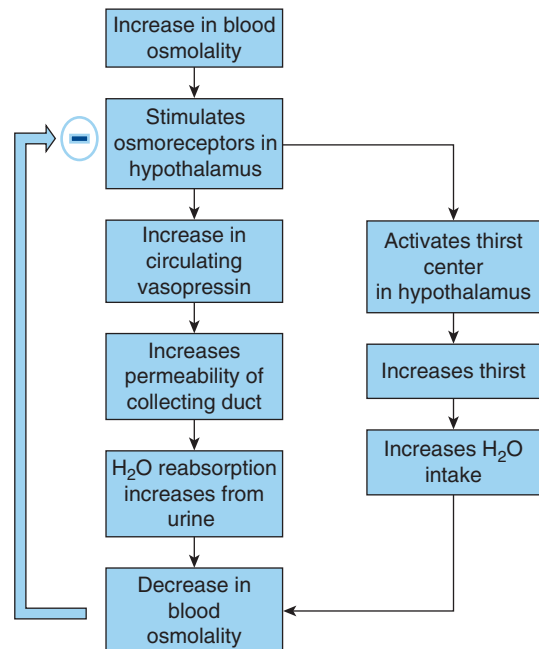 Increase in blood
osmolality
Stimulates
osmoreceptors in
hypothalamus
Increase in
circulating
vasopressin
Increases
permeability of
collecting duct
H₂O reabsorption
increases from
urine
Decrease in
blood
osmolality
Activates thirst
center
in hypothalamus
Increases thirst
Increases H₂O
intake